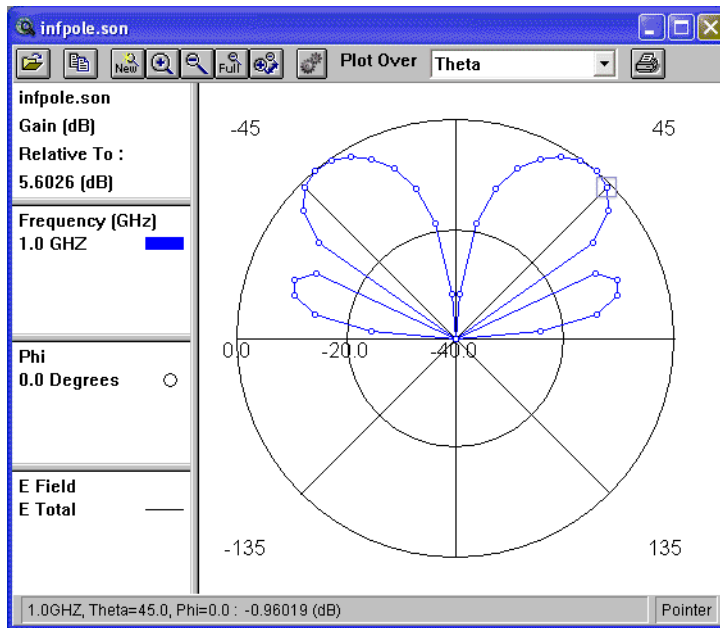 infpole.son
New Full Plot Over Theta
infpole.son
Gain (dB)
Relative To :
5.6026 (dB)
Frequency (GHz)
1.0 GHZ
Phi
0.0 Degrees
E Field
E Total
-45 45
0.0 -20.0 -40.0
-135 135
1.0GHZ, Theta=45.0, Phi=0.0 : -0.96019 (dB) Pointer